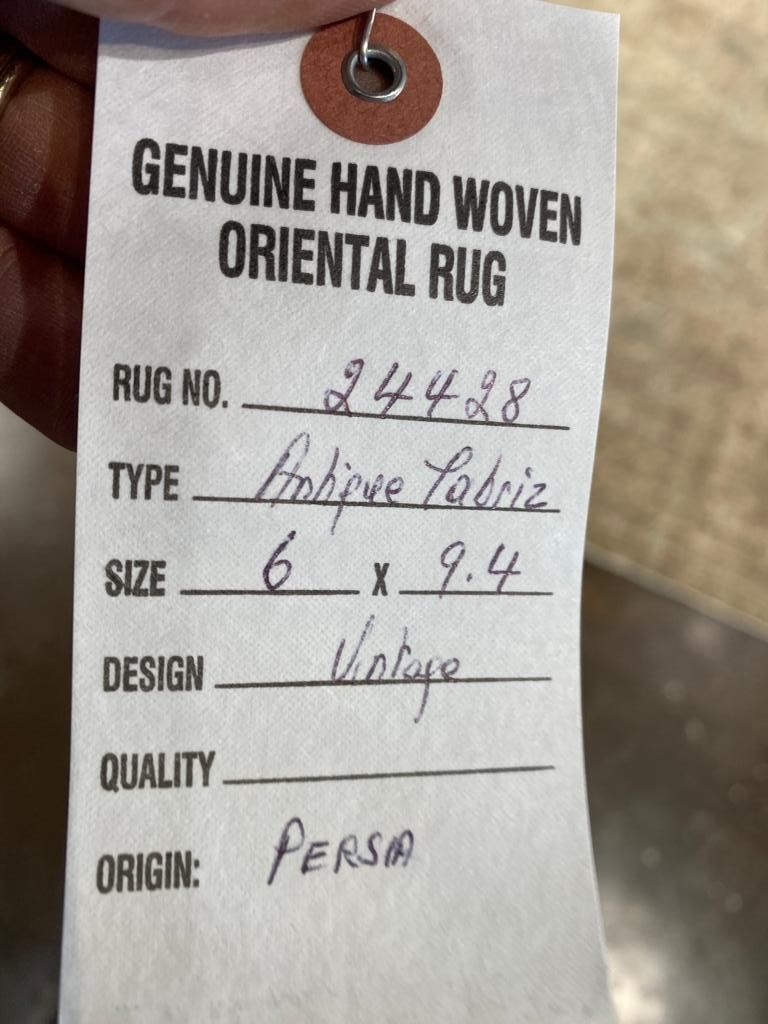 GENUINE HAND WOVEN
ORIENTAL RUG
RUG NO. 24428
TYPE Antique Tabriz
SIZE 6 X 9.4
DESIGN Vintage
QUALITY
ORIGIN: PERSIA